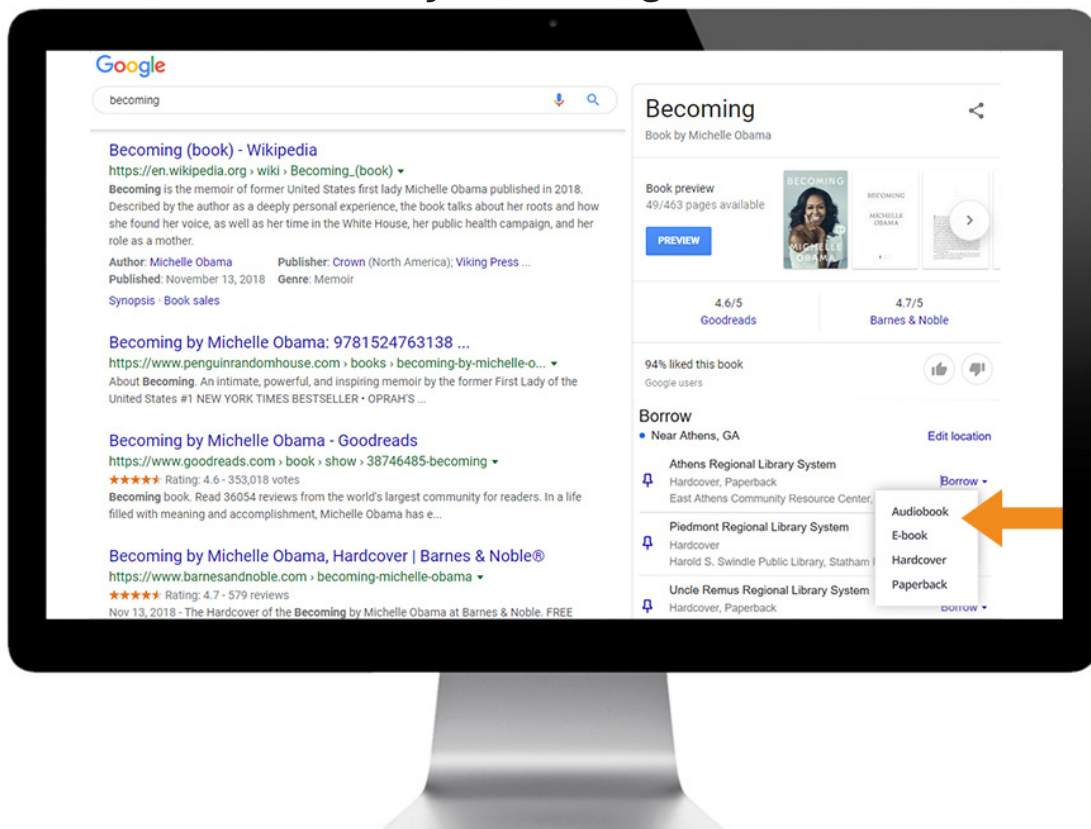 Google
becoming
Becoming (book) - Wikipedia
https://en.wikipedia.org › wiki › Becoming_(book)
Becoming is the memoir of former United States first lady Michelle Obama published in 2018.
Described by the author as a deeply personal experience, the book talks about her roots and how
she found her voice, as well as her time in the White House, her public health campaign, and her
role as a mother.
Author: Michelle Obama Publisher: Crown (North America); Viking Press ...
Published: November 13, 2018 Genre: Memoir
Synopsis · Book sales
Becoming by Michelle Obama: 9781524763138 ...
https://www.penguinrandomhouse.com › books › becoming-by-michelle-o...
About Becoming. An intimate, powerful, and inspiring memoir by the former First Lady of the
United States #1 NEW YORK TIMES BESTSELLER • OPRAH'S ...
Becoming by Michelle Obama - Goodreads
https://www.goodreads.com › book › show › 38746485-becoming
Rating: 4.6 - 353,018 votes
Becoming book. Read 36054 reviews from the world's largest community for readers. In a life
filled with meaning and accomplishment, Michelle Obama has e...
Becoming by Michelle Obama, Hardcover | Barnes & Noble®
https://www.barnesandnoble.com › becoming-michelle-obama
Rating: 4.7 - 579 reviews
Nov 13, 2018 - The Hardcover of the Becoming by Michelle Obama at Barnes & Noble. FREE
Becoming
Book by Michelle Obama
Book preview
49/463 pages available
PREVIEW
BECOMING
MICHELLE
OBAMA
BECOMING
MICHELLE
OBAMA
4.6/5
Goodreads
4.7/5
Barnes & Noble
94% liked this book
Google users
Borrow
Near Athens, GA
Edit location
Athens Regional Library System
Hardcover, Paperback
Borrow
East Athens Community Resource Center,
Piedmont Regional Library System
Hardcover
Harold S. Swindle Public Library, Statham
Uncle Remus Regional Library System
Hardcover, Paperback
Borrow
Audiobook
E-book
Hardcover
Paperback